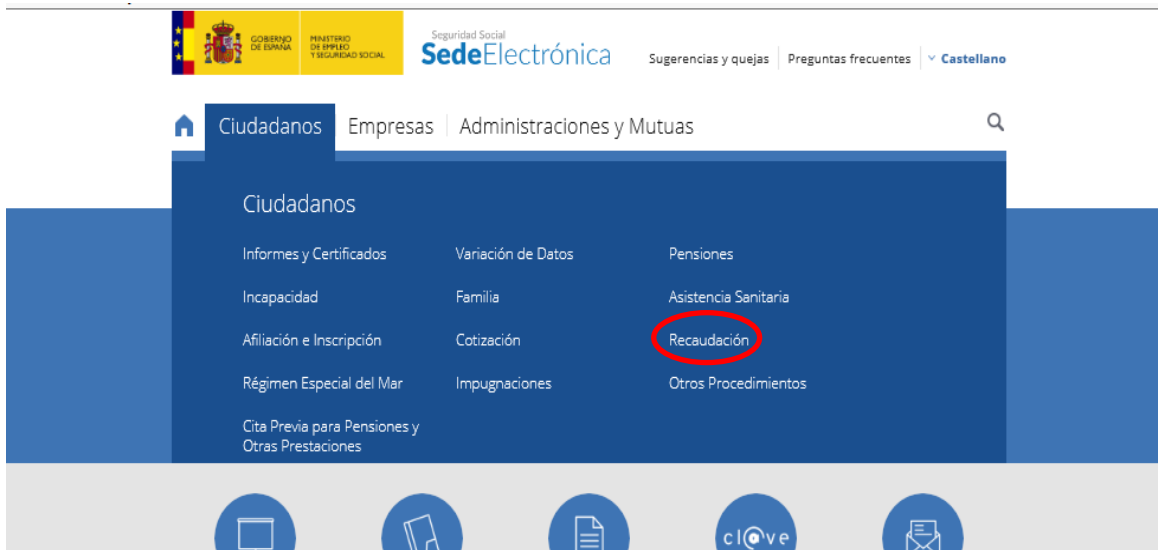 GOBIERNO
DE ESPAÑA
MINISTERIO
DE EMPLEO
Y SEGURIDAD SOCIAL
Seguridad Social
SedeElectrónica
Sugerencias y quejas
Preguntas frecuentes
Castellano
Ciudadanos
Empresas
Administraciones y Mutuas
Ciudadanos
Informes y Certificados
Variación de Datos
Pensiones
Incapacidad
Familia
Asistencia Sanitaria
Afiliación e Inscripción
Cotización
Recaudación
Régimen Especial del Mar
Impugnaciones
Otros Procedimientos
Cita Previa para Pensiones y
Otras Prestaciones
cl@ve